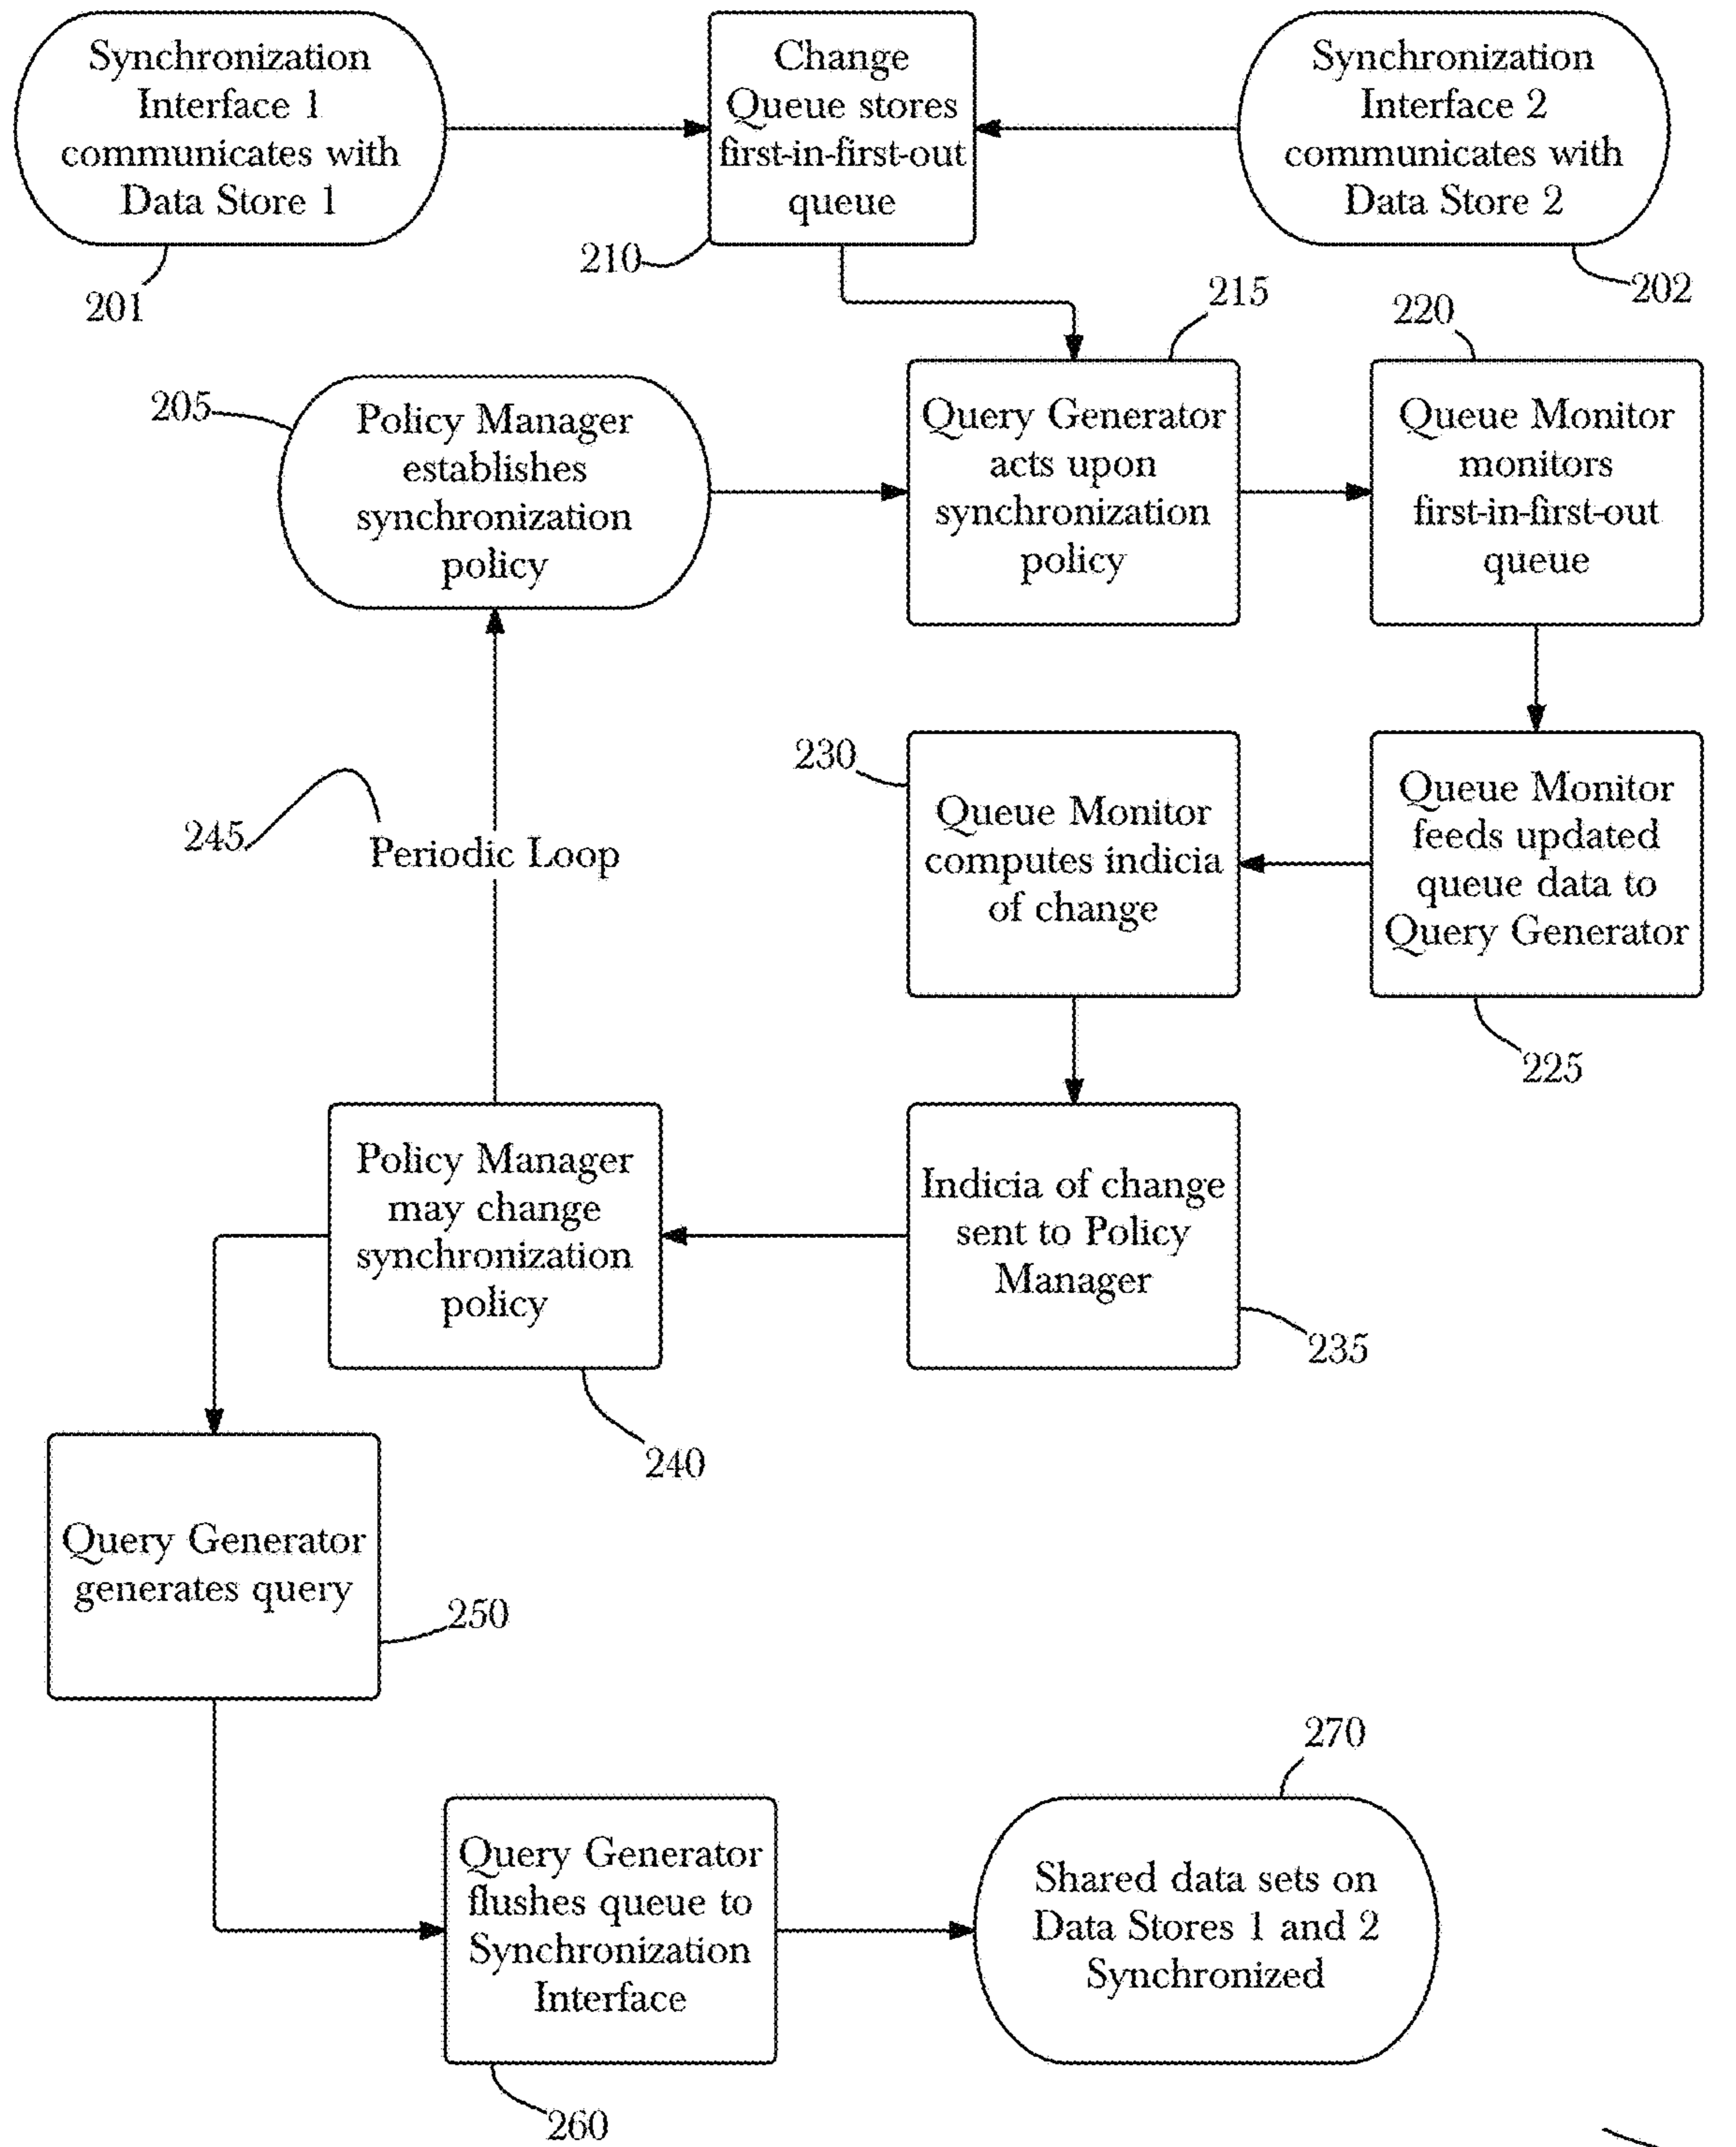 Synchronization
Interface 1
communicates with
Data Store 1
201
Change
Queue stores
first-in-first-out
queue
210
Synchronization
Interface 2
communicates with
Data Store 2
202
205
Policy Manager
establishes
synchronization
policy
215
Query Generator
acts upon
synchronization
policy
220
Queue Monitor
monitors
first-in-first-out
queue
230
Queue Monitor
computes indicia
of change
Queue Monitor
feeds updated
queue data to
Query Generator
225
245
Periodic Loop
Policy Manager
may change
synchronization
policy
240
Indicia of change
sent to Policy
Manager
235
Query Generator
generates query
250
Query Generator
flushes queue to
Synchronization
Interface
260
270
Shared data sets on
Data Stores 1 and 2
Synchronized